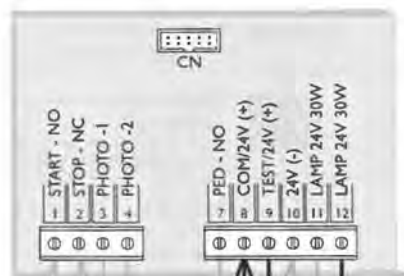 CN
START - NO
STOP - NC
PHOTO -1
PHOTO -2
PED - NO
COM/24V (+)
TEST/24V (+)
24V (-)
LAMP 24V 30W
LAMP 24V 30W
1 2 3 4
7 8 9 10 11 12